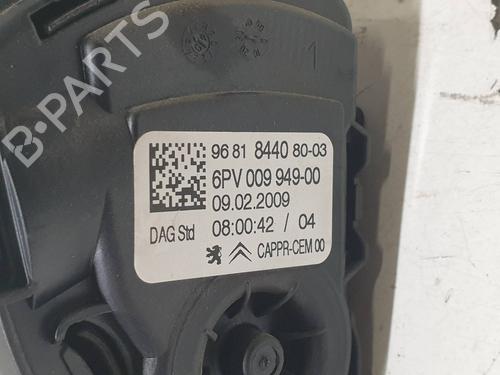 B-PARTS
1
96 81 8440 80-03
6PV 009 949-00
09.02.2009
DAG Std 08:00:42 / 04
CAPPR-CEM 00